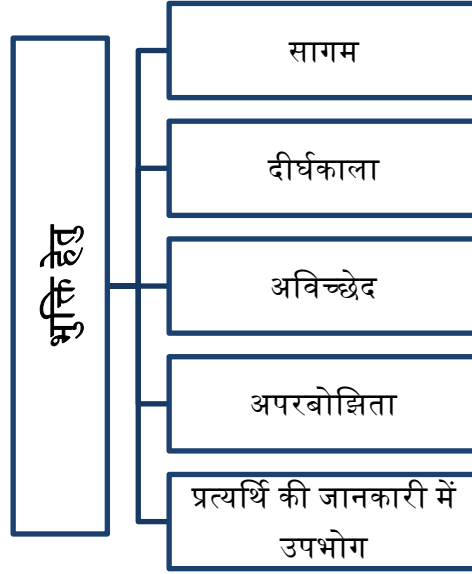 भुक्ति हेतु
सागम
दीर्घकाला
अविच्छेद
अपरबोझिता
प्रत्यर्थि की जानकारी में
उपभोग